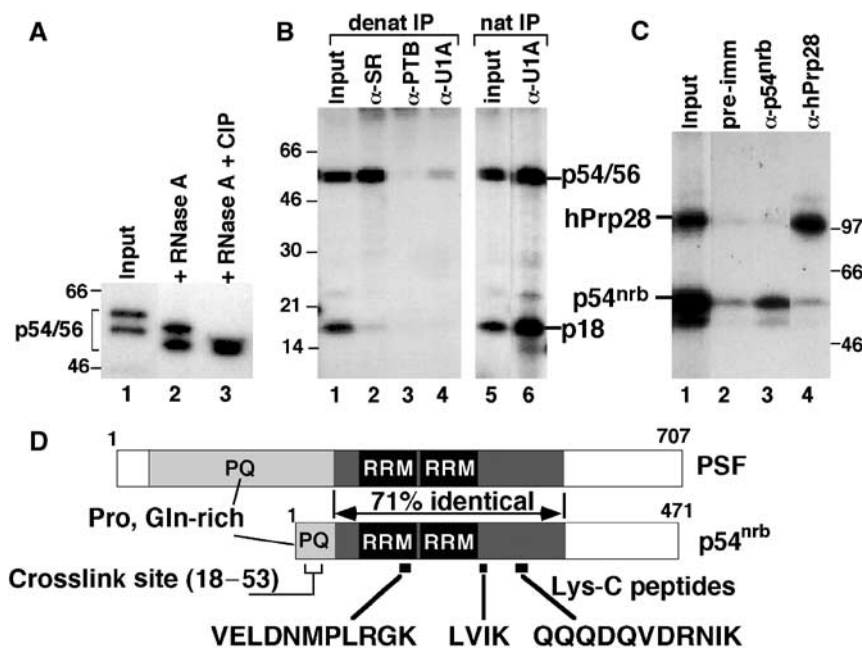 A
Input
+ RNase A
+ RNase A + CIP
66
p54/56
46
1 2 3
B
denat IP nat IP
Input
α-SR
α-PTB
α-U1A
input
α-U1A
66
46
30
21
14
p54/56
p18
1 2 3 4 5 6
C
Input
pre-imm
α-p54nrb
α-hPrp28
hPrp28
p54nrb
97
66
46
1 2 3 4
D
1 707
PQ RRM RRM PSF
71% identical
Pro, Gln-rich
1 471
PQ RRM RRM p54nrb
Crosslink site (18–53)
Lys-C peptides
VELDNMPLRGK LVIK QQQDQVDRNIK